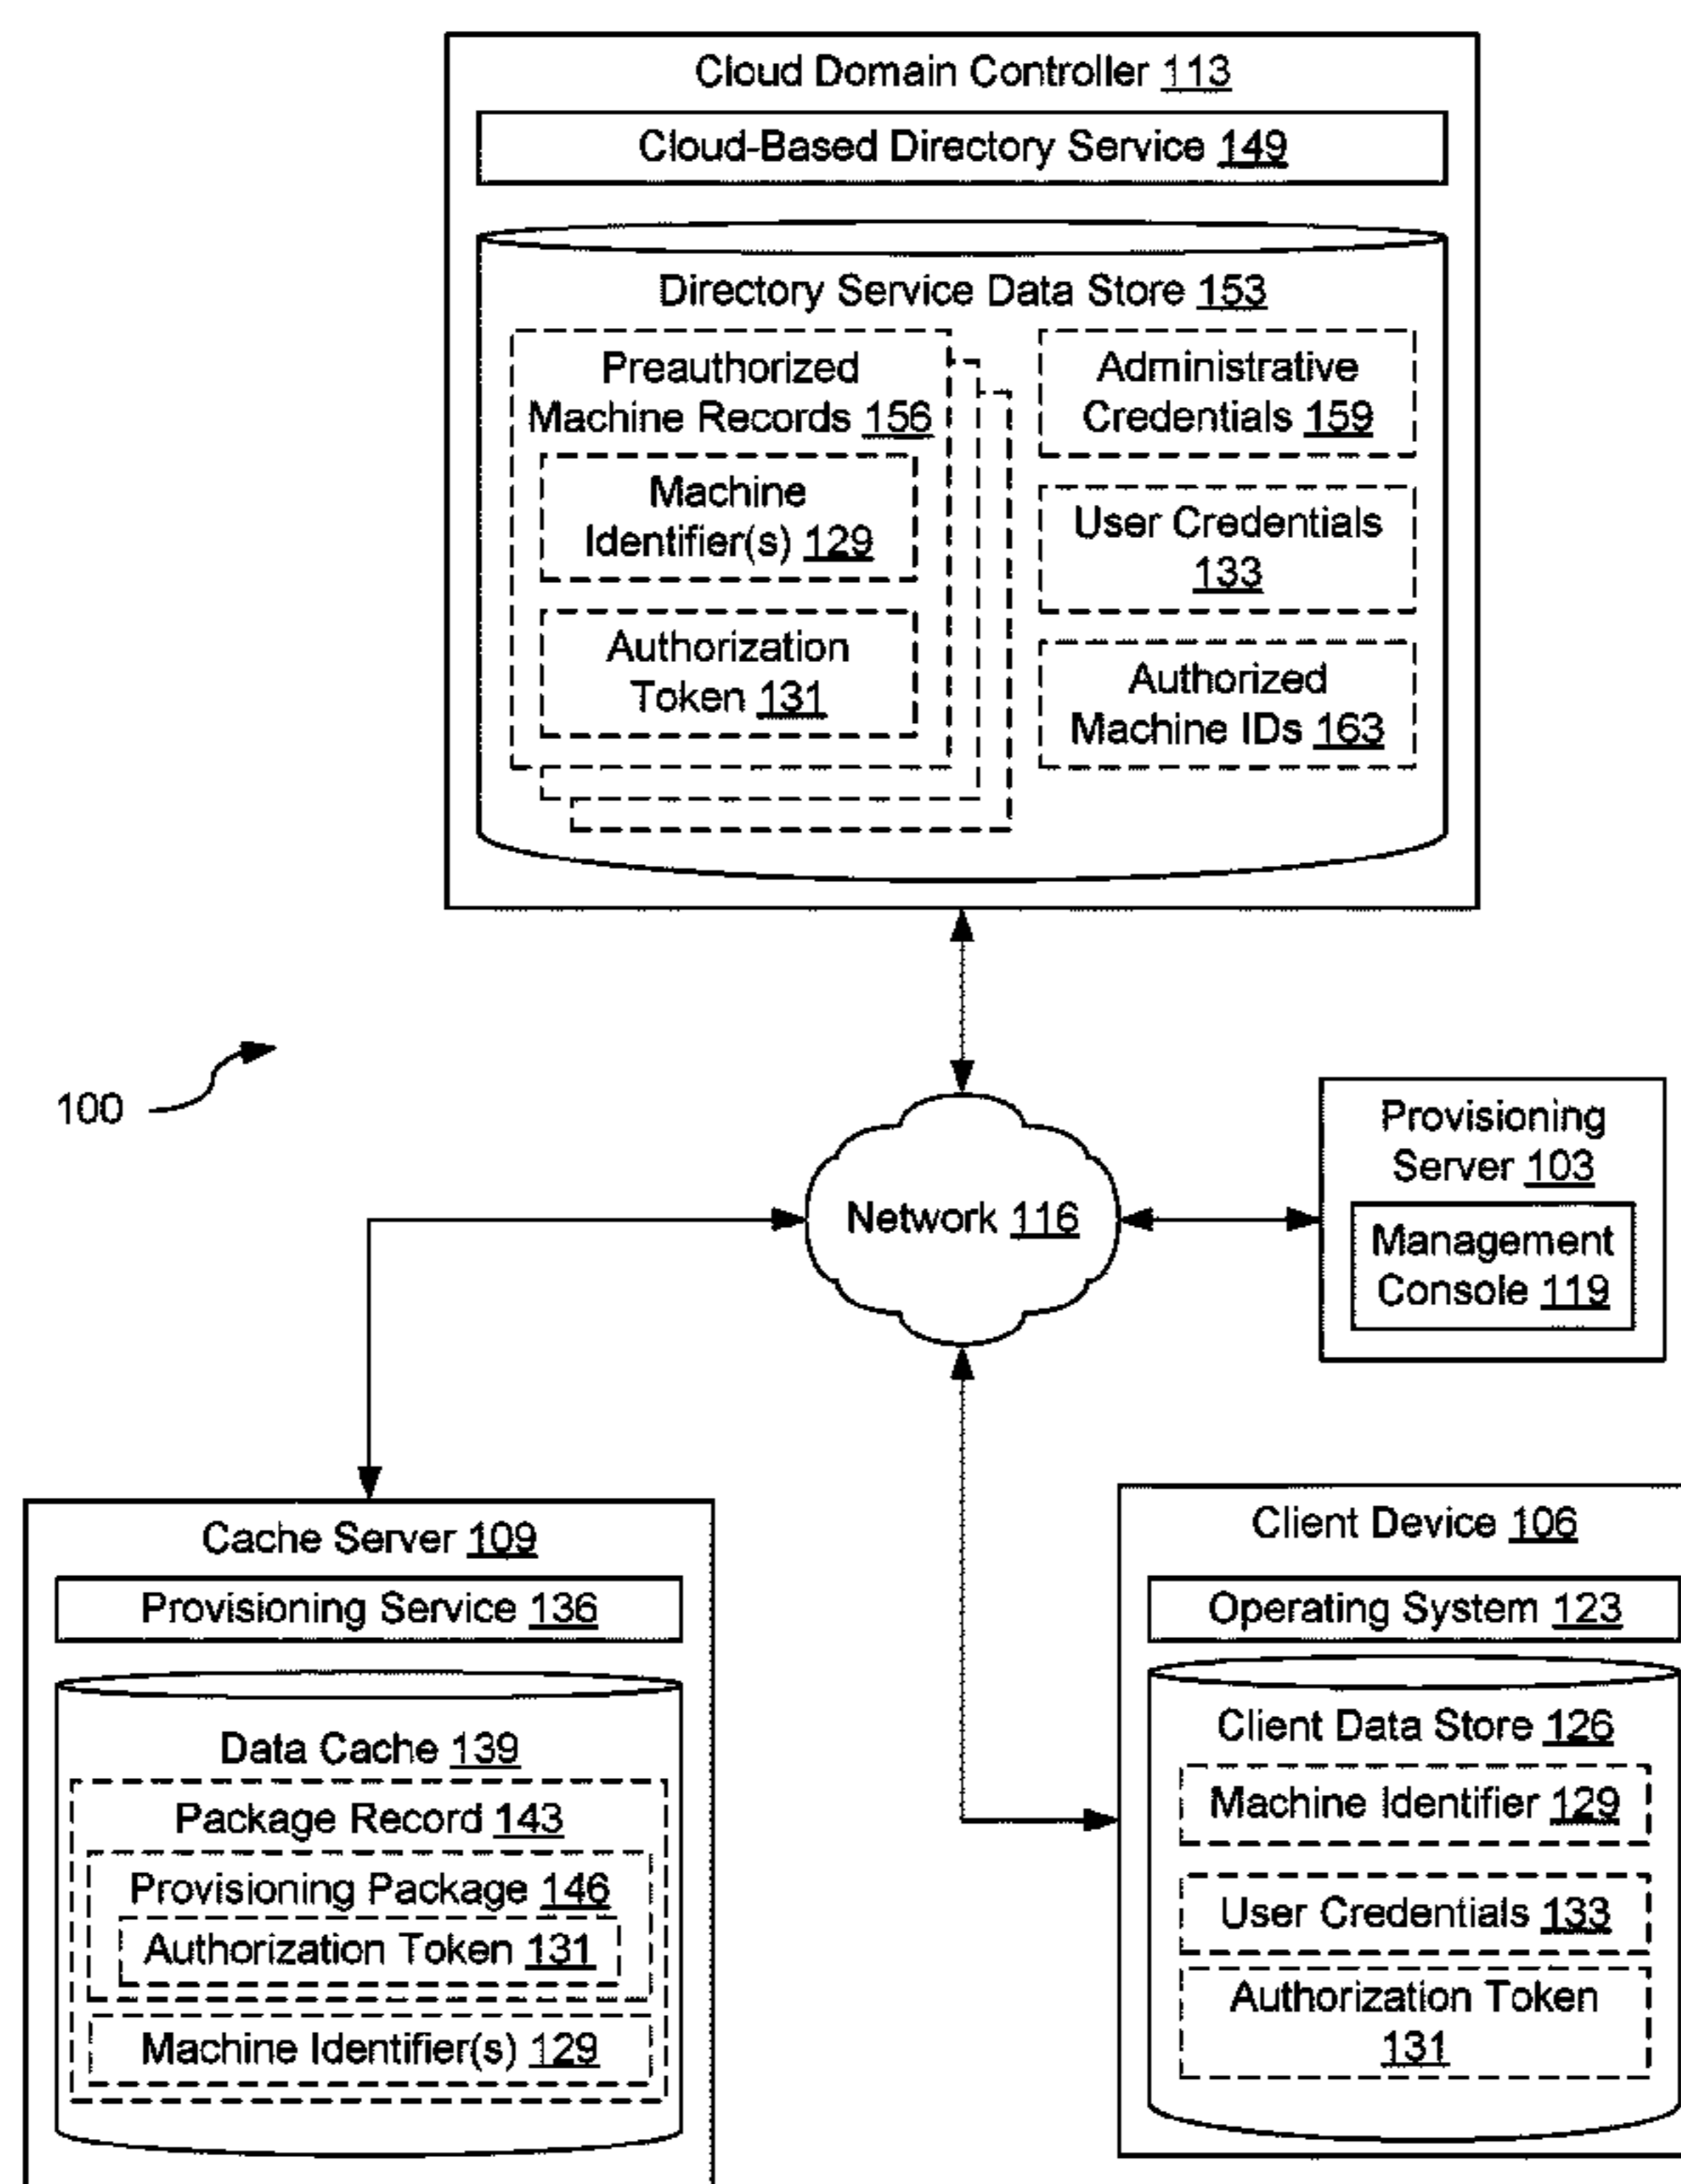 Cloud Domain Controller 113
Cloud-Based Directory Service 149
Directory Service Data Store 153
Preauthorized
Machine Records 156
Machine
Identifier(s) 129
Authorization
Token 131
Administrative
Credentials 159
User Credentials
133
Authorized
Machine IDs 163
100
Network 116
Provisioning
Server 103
Management
Console 119
Cache Server 109
Provisioning Service 136
Data Cache 139
Package Record 143
Provisioning Package 146
Authorization Token 131
Machine Identifier(s) 129
Client Device 106
Operating System 123
Client Data Store 126
Machine Identifier 129
User Credentials 133
Authorization Token
131